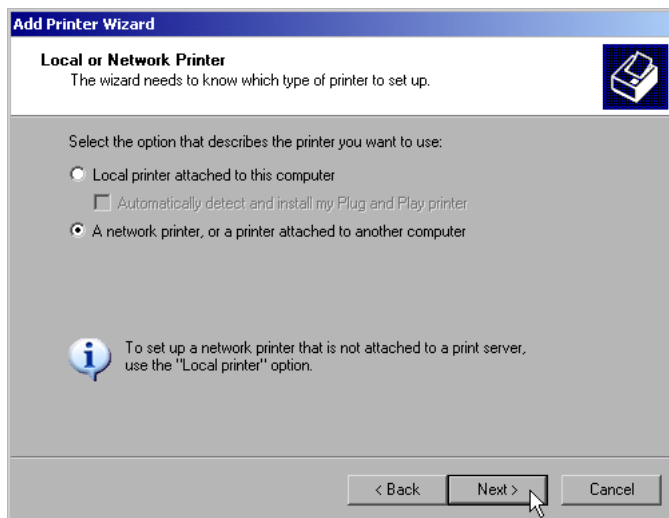 Add Printer Wizard
Local or Network Printer
The wizard needs to know which type of printer to set up.
Select the option that describes the printer you want to use:
Local printer attached to this computer
Automatically detect and install my Plug and Play printer
A network printer, or a printer attached to another computer
To set up a network printer that is not attached to a print server,
use the "Local printer" option.
< Back Next > Cancel